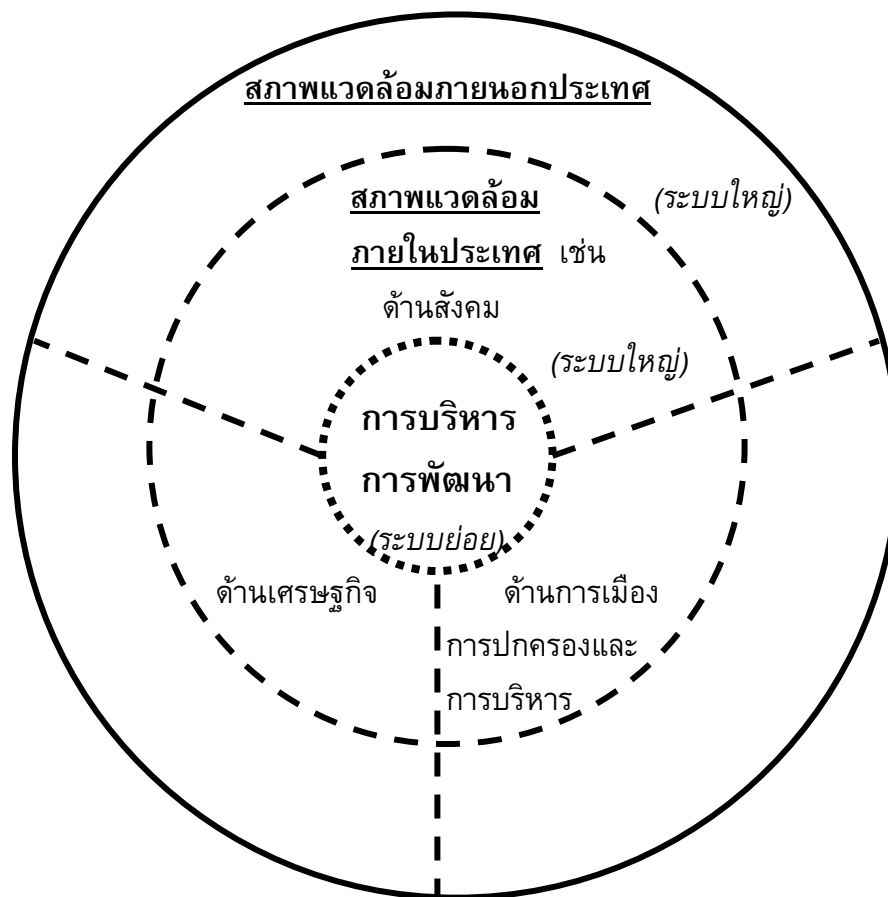 สภาพแวดล้อมภายนอกประเทศ
(ระบบใหญ่)
สภาพแวดล้อม
ภายในประเทศ เช่น
ด้านสังคม
(ระบบใหญ่)
การบริหาร
การพัฒนา
(ระบบย่อย)
ด้านเศรษฐกิจ
ด้านการเมือง
การปกครองและ
การบริหาร